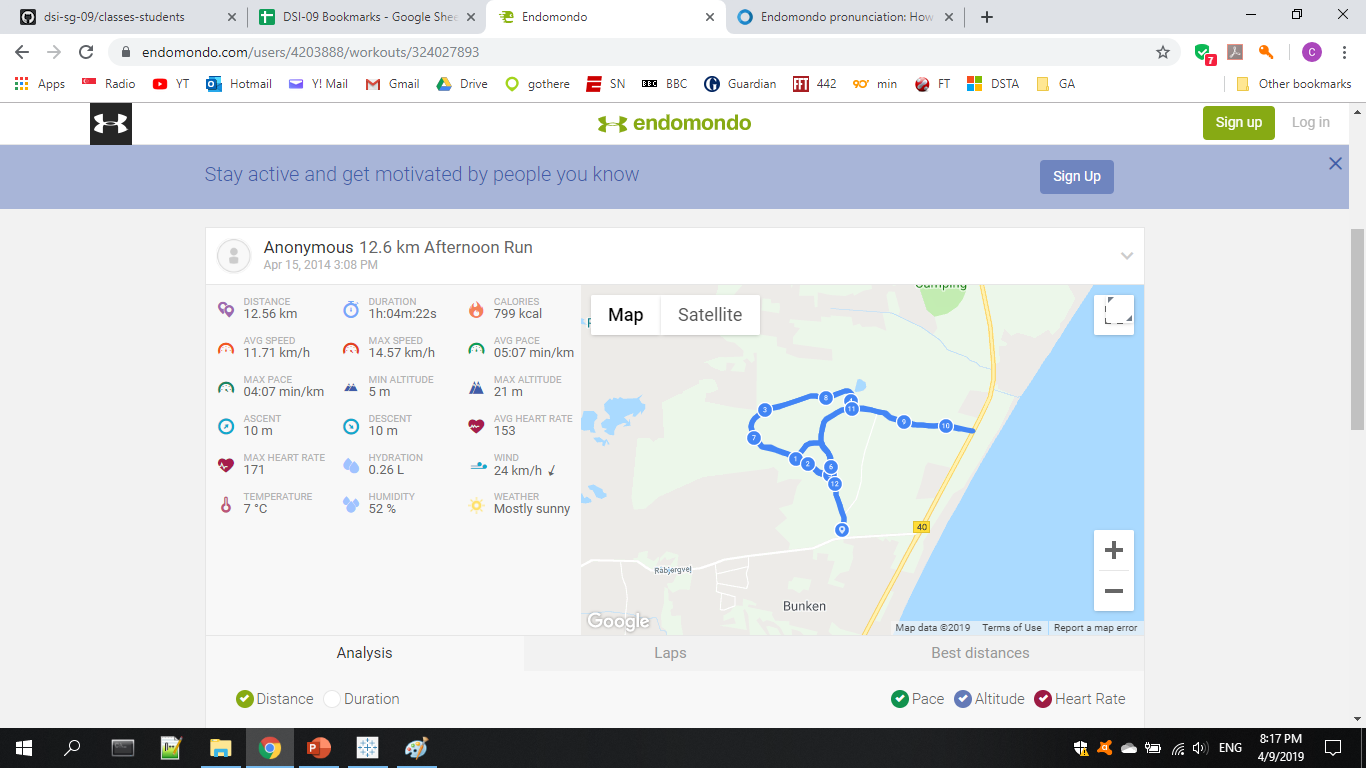 dsi-sg-09/classes-students
DSI-09 Bookmarks - Google Shee
Endomondo
Endomondo pronunciation: How
endomondo.com/users/4203888/workouts/324027893
7
C
Apps
Radio
YT
Hotmail
Y! Mail
Gmail
Drive
gothere
SN
BBC
Guardian
442
90' min
FT
DSTA
GA
Other bookmarks
endomondo
Sign up
Log in
Stay active and get motivated by people you know
Sign Up
Anonymous 12.6 km Afternoon Run
Apr 15, 2014 3:08 PM
DISTANCE
12.56 km
DURATION
1h:04m:22s
CALORIES
799 kcal
AVG SPEED
11.71 km/h
MAX SPEED
14.57 km/h
AVG PACE
05:07 min/km
MAX PACE
04:07 min/km
MIN ALTITUDE
5 m
MAX ALTITUDE
21 m
ASCENT
10 m
DESCENT
10 m
AVG HEART RATE
153
MAX HEART RATE
171
HYDRATION
0.26 L
WIND
24 km/h
TEMPERATURE
7 °C
HUMIDITY
52 %
WEATHER
Mostly sunny
Map
Satellite
Camping
8
3
11
9
10
7
1
2
6
12
40
Råbjergvej
Bunken
Google
Map data ©2019
Terms of Use
Report a map error
Analysis
Laps
Best distances
Distance
Duration
Pace
Altitude
Heart Rate
ENG
8:17 PM
4/9/2019